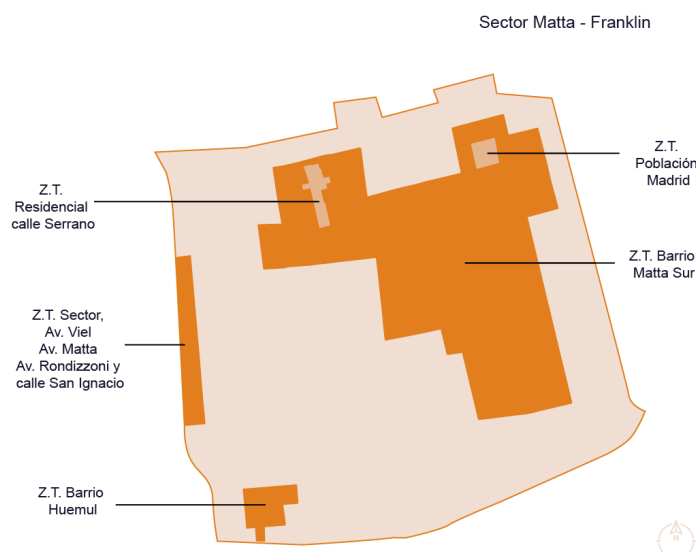 Sector Matta - Franklin
Z.T.
Población
Madrid
Z.T.
Residencial
calle Serrano
Z.T. Barrio
Matta Sur
Z.T. Sector,
Av. Viel
Av. Matta
Av. Rondizzoni y
calle San Ignacio
Z.T. Barrio
Huemul
N